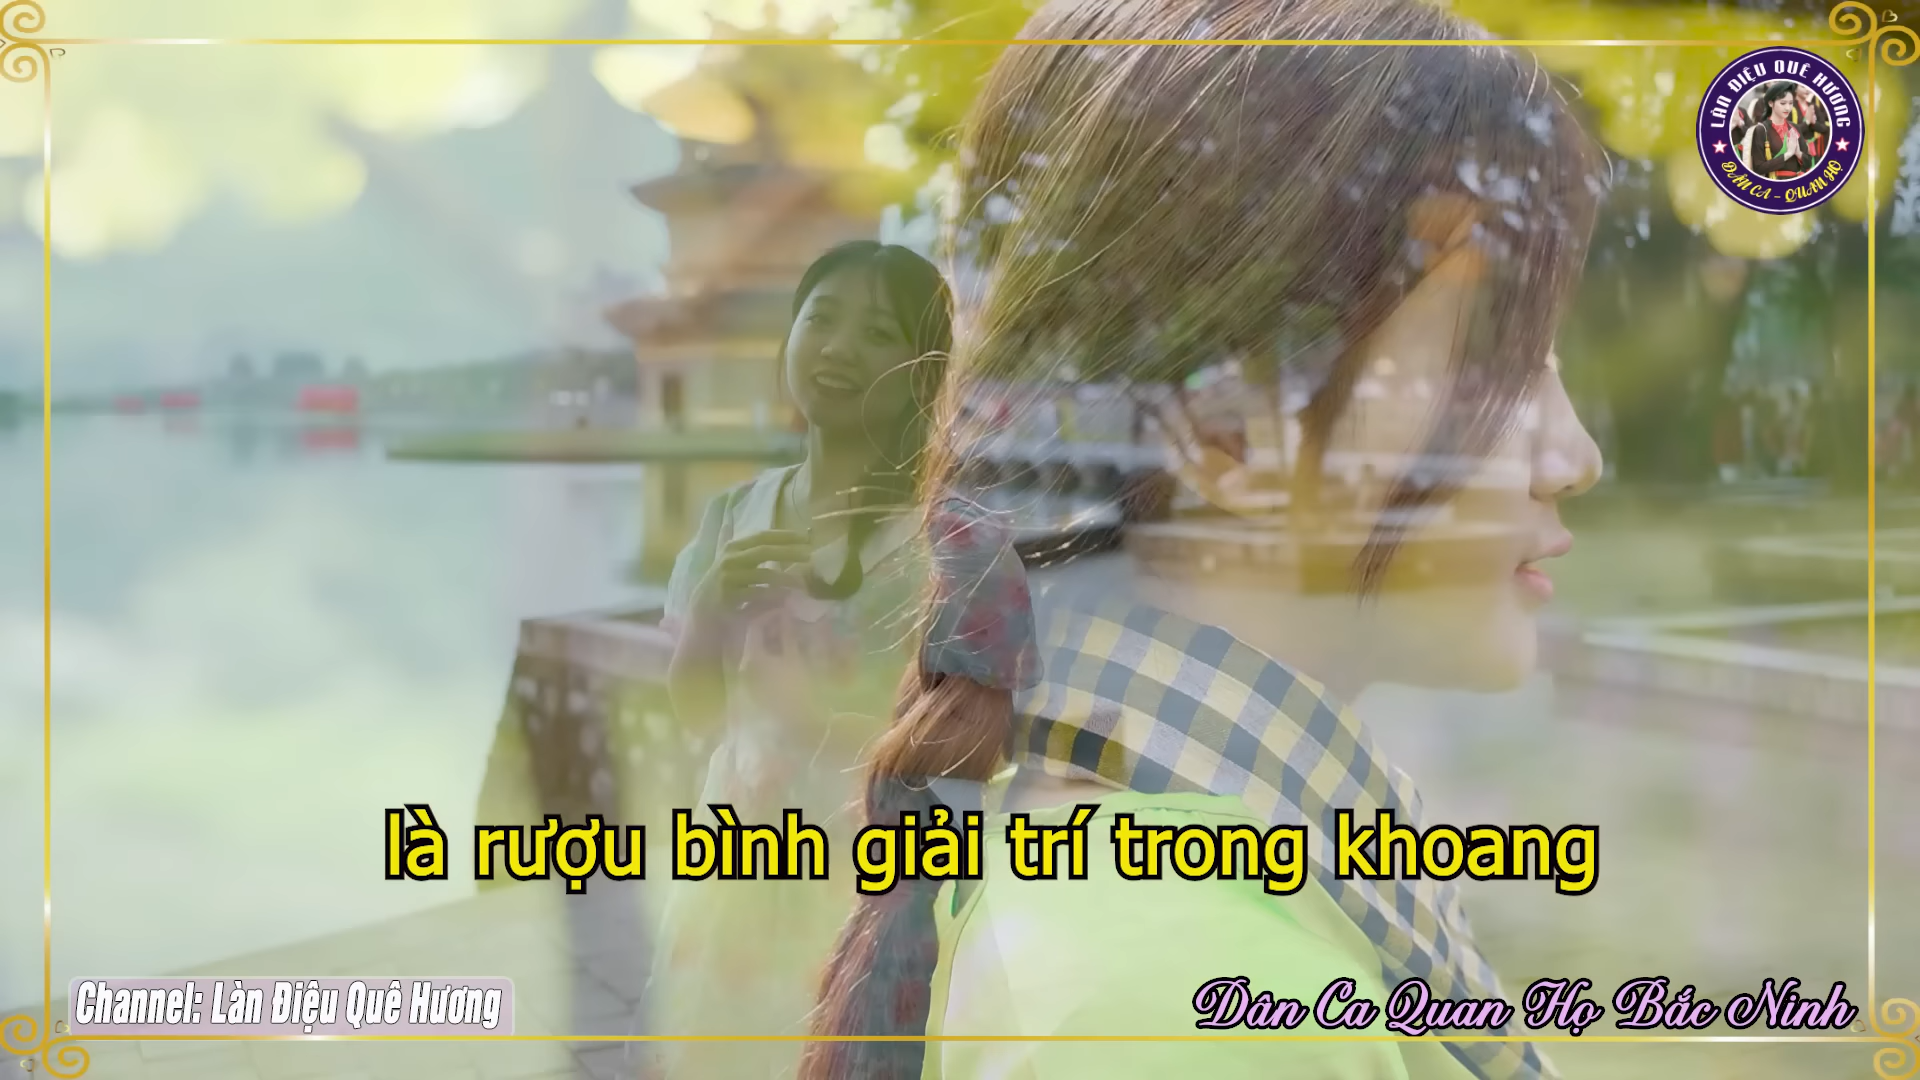 LÀN ĐIỆU QUÊ HƯƠNG
DÂN CA - QUAN HỌ
là rượu bình giải trí trong khoang
Channel: Làn Điệu Quê Hương
Dân Ca Quan Họ Bắc Ninh